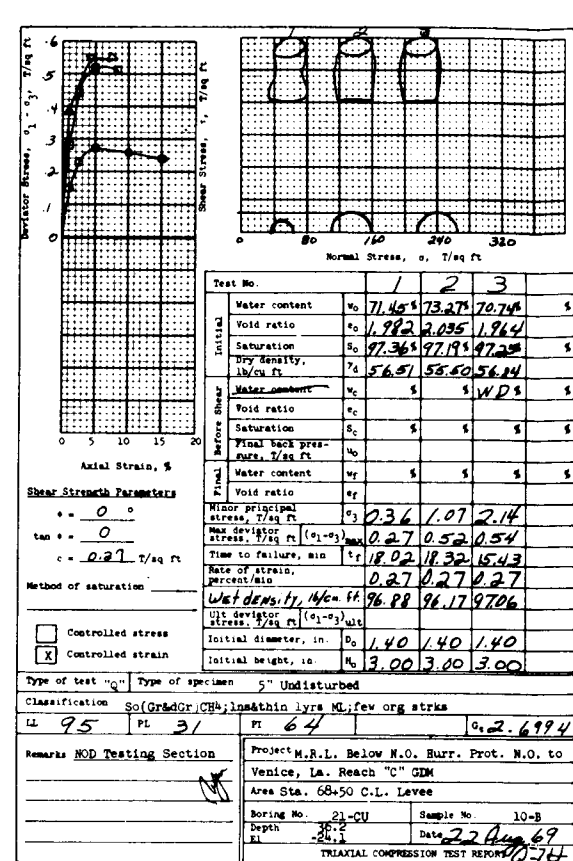 1 2 3
Deviator Stress, σ1 - σ3, T/sq ft
.6
.5
.4
.3
.2
.1
0
Shear Stress, τ, T/sq ft
0 80 160 240 320
Normal Stress, σ, T/sq ft
0 5 10 15 20
Axial Strain, %
Shear Strength Parameters
φ = 0 °
tan φ = 0
c = 0.27 T/sq ft
Method of saturation
Controlled stress
X Controlled strain
Test No. 1 2 3
Initial
Water content w0 71.45% 73.27% 70.74% %
Void ratio e0 1.982 2.035 1.964
Saturation S0 97.36% 97.19% 97.25%
Dry density, lb/cu ft γd 56.51 55.50 56.84
Before Shear
Water content wc % % WD % %
Void ratio ec
Saturation Sc % % % %
Final back pressure, T/sq ft u0
Final
Water content wf % % % %
Void ratio ef
Minor principal stress, T/sq ft σ3 0.36 1.07 2.14
Max deviator stress, T/sq ft (σ1-σ3)max 0.27 0.52 0.54
Time to failure, min tf 18.02 18.32 15.43
Rate of strain, percent/min 0.27 0.27 0.27
Wet density, lb/cu. ft. 96.88 96.17 97.06
Ult deviator stress, T/sq ft (σ1-σ3)ult
Initial diameter, in. D0 1.40 1.40 1.40
Initial height, in. H0 3.00 3.00 3.00
Type of test "Q" Type of specimen 5" Undisturbed
Classification So(Gr&dGr)CH4;lns&thin lyrs ML;few org strks
LL 95 PL 31 PI 64 Gs 2.6994
Remarks NOD Testing Section
Project M.R.L. Below N.O. Hurr. Prot. N.O. to
Venice, La. Reach "C" GDM
Area Sta. 68+50 C.L. Levee
Boring No. 21-CU Sample No. 10-B
Depth 36.2
El -24.1
Date 22 Aug 69
TRIAXIAL COMPRESSION TEST REPORT